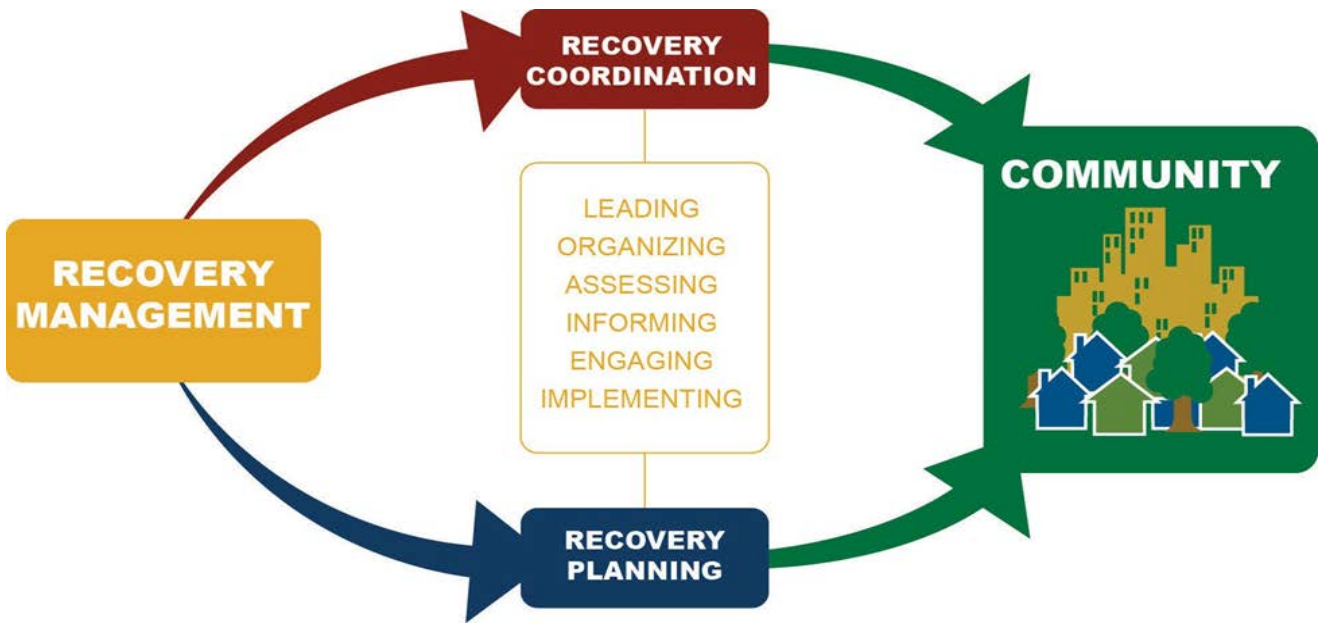 RECOVERY
COORDINATION
COMMUNITY
LEADING
ORGANIZING
ASSESSING
INFORMING
ENGAGING
IMPLEMENTING
RECOVERY
MANAGEMENT
RECOVERY
PLANNING